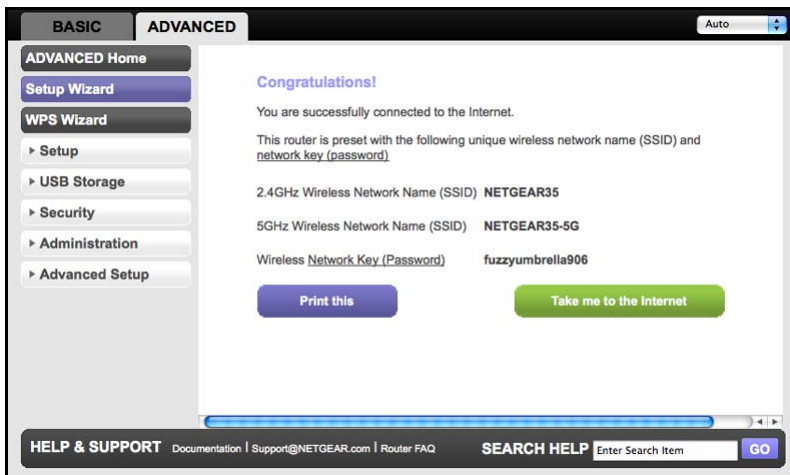 BASIC
ADVANCED
Auto
ADVANCED Home
Setup Wizard
WPS Wizard
Setup
USB Storage
Security
Administration
Advanced Setup
Congratulations!
You are successfully connected to the Internet.
This router is preset with the following unique wireless network name (SSID) and
network key (password)
2.4GHz Wireless Network Name (SSID) NETGEAR35
5GHz Wireless Network Name (SSID) NETGEAR35-5G
Wireless Network Key (Password) fuzzyumbrella906
Print this
Take me to the Internet
HELP & SUPPORT Documentation | Support@NETGEAR.com | Router FAQ
SEARCH HELP Enter Search Item GO